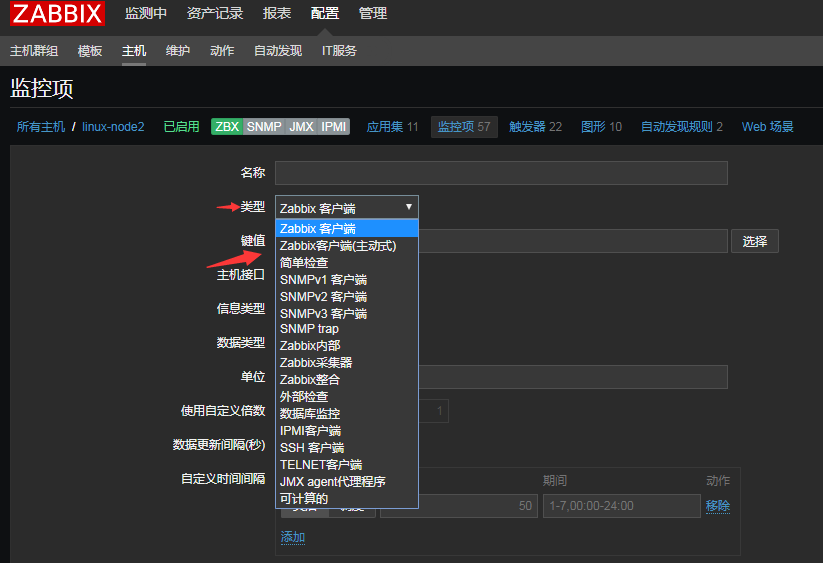 ZABBIX 监测中 资产记录 报表 配置 管理
主机群组 模板 主机 维护 动作 自动发现 IT服务
监控项
所有主机 / linux-node2 已启用 ZBX SNMP JMX IPMI 应用集 11 监控项 57 触发器 22 图形 10 自动发现规则 2 Web 场景
名称
类型 Zabbix 客户端
Zabbix 客户端
键值 选择
Zabbix客户端(主动式)
简单检查
主机接口
SNMPv1 客户端
SNMPv2 客户端
信息类型
SNMPv3 客户端
SNMP trap
数据类型 Zabbix内部
Zabbix采集器
单位 Zabbix整合
外部检查
使用自定义倍数 1
数据库监控
IPMI客户端
数据更新间隔(秒) SSH 客户端
TELNET客户端
自定义时间间隔 JMX agent代理程序 期间 动作
可计算的
50 1-7,00:00-24:00 移除
添加